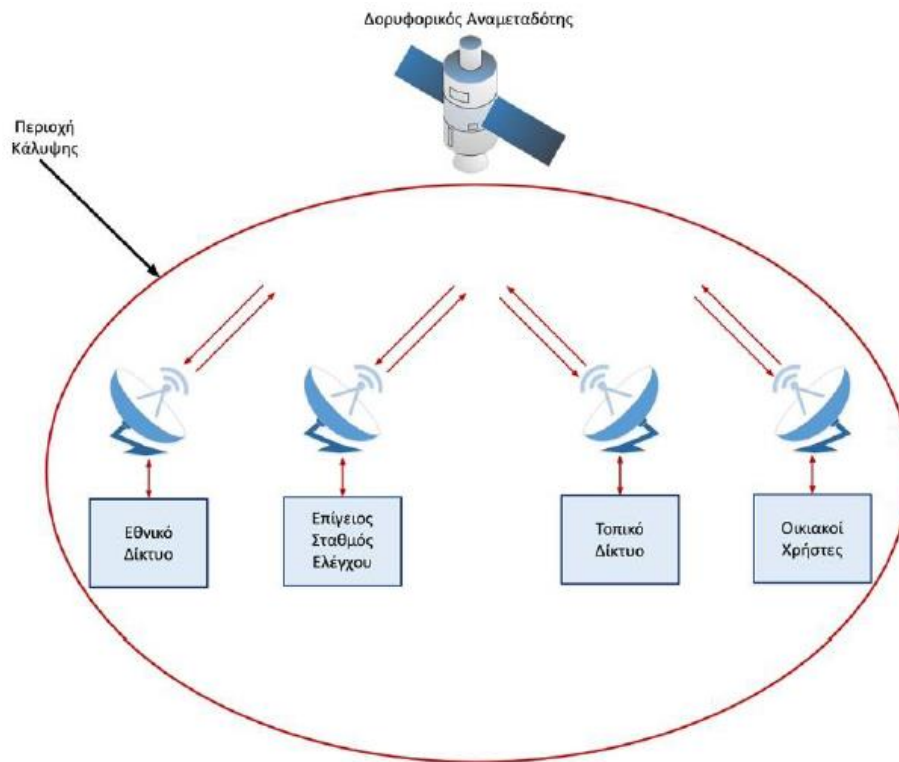 Δορυφορικός Αναμεταδότης
Περιοχή
Κάλυψης
Εθνικό
Δίκτυο
Επίγειος
Σταθμός
Ελέγχου
Τοπικό
Δίκτυο
Οικιακοί
Χρήστες